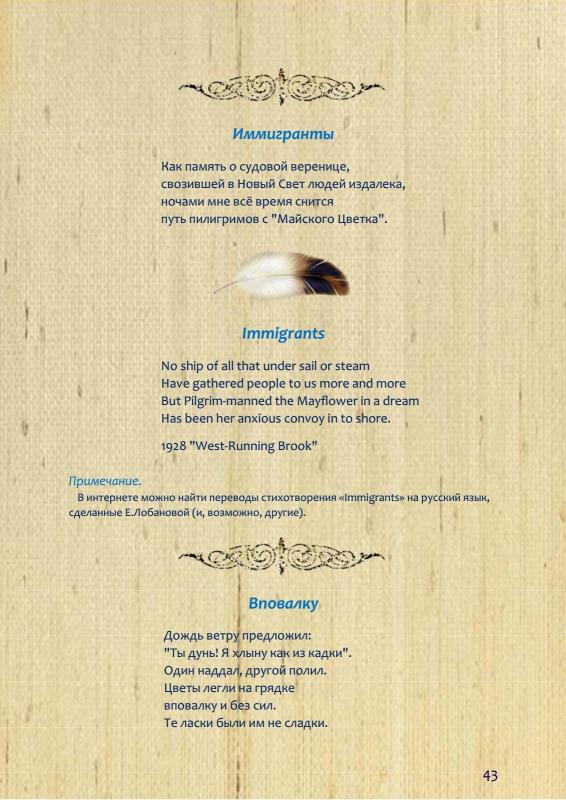 Иммигранты
Как память о судовой веренице,
свозившей в Новый Свет людей издалека,
ночами мне всё время снится
путь пилигримов с "Майского Цветка".
Immigrants
No ship of all that under sail or steam
Have gathered people to us more and more
But Pilgrim-manned the Mayflower in a dream
Has been her anxious convoy in to shore.
1928 "West-Running Brook"
Примечание.
В интернете можно найти переводы стихотворения «Immigrants» на русский язык,
сделанные Е.Лобановой (и, возможно, другие).
Вповалку
Дождь ветру предложил:
"Ты дунь! Я хлыну как из кадки".
Один наддал, другой полил.
Цветы легли на грядке
вповалку и без сил.
Те ласки были им не сладки.
43